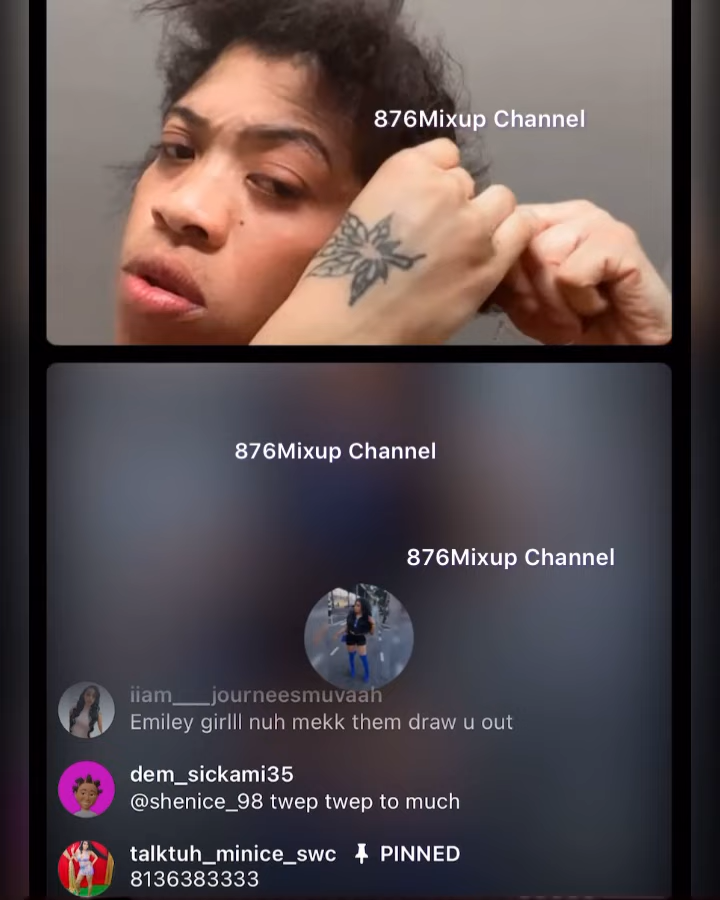 876Mixup Channel
876Mixup Channel
876Mixup Channel
iiam____journeesmuvaah
Emiley girlll nuh mekk them draw u out
dem_sickami35
@shenice_98 twep twep to much
talktuh_minice_swc PINNED
8136383333